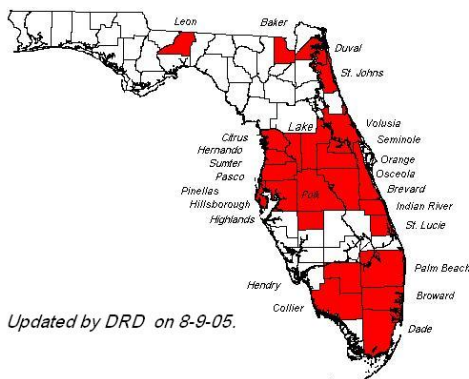 Leon
Baker
Duval
St. Johns
Lake
Volusia
Seminole
Orange
Osceola
Brevard
Indian River
St. Lucie
Citrus
Hernando
Sumter
Pasco
Pinellas
Hillsborough
Highlands
Polk
Palm Beach
Broward
Dade
Hendry
Collier
Updated by DRD on 8-9-05.